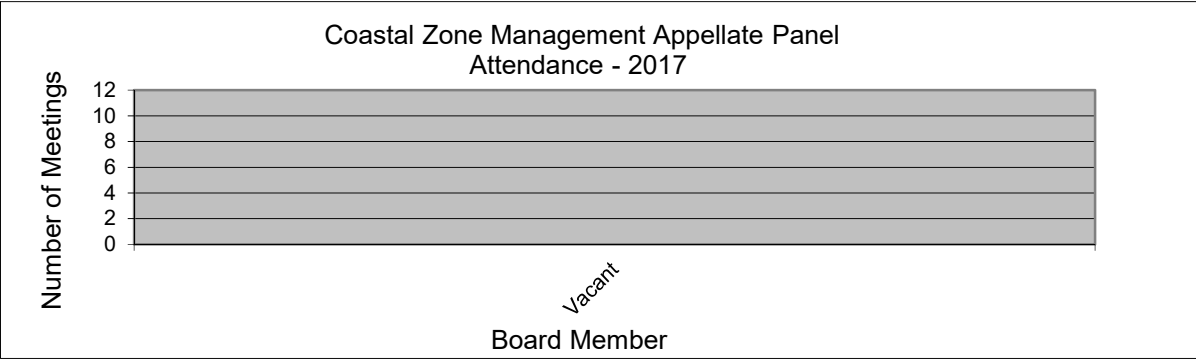 Coastal Zone Management Appellate Panel
Attendance - 2017
Number of Meetings
12
10
8
6
4
2
0
Vacant
Board Member